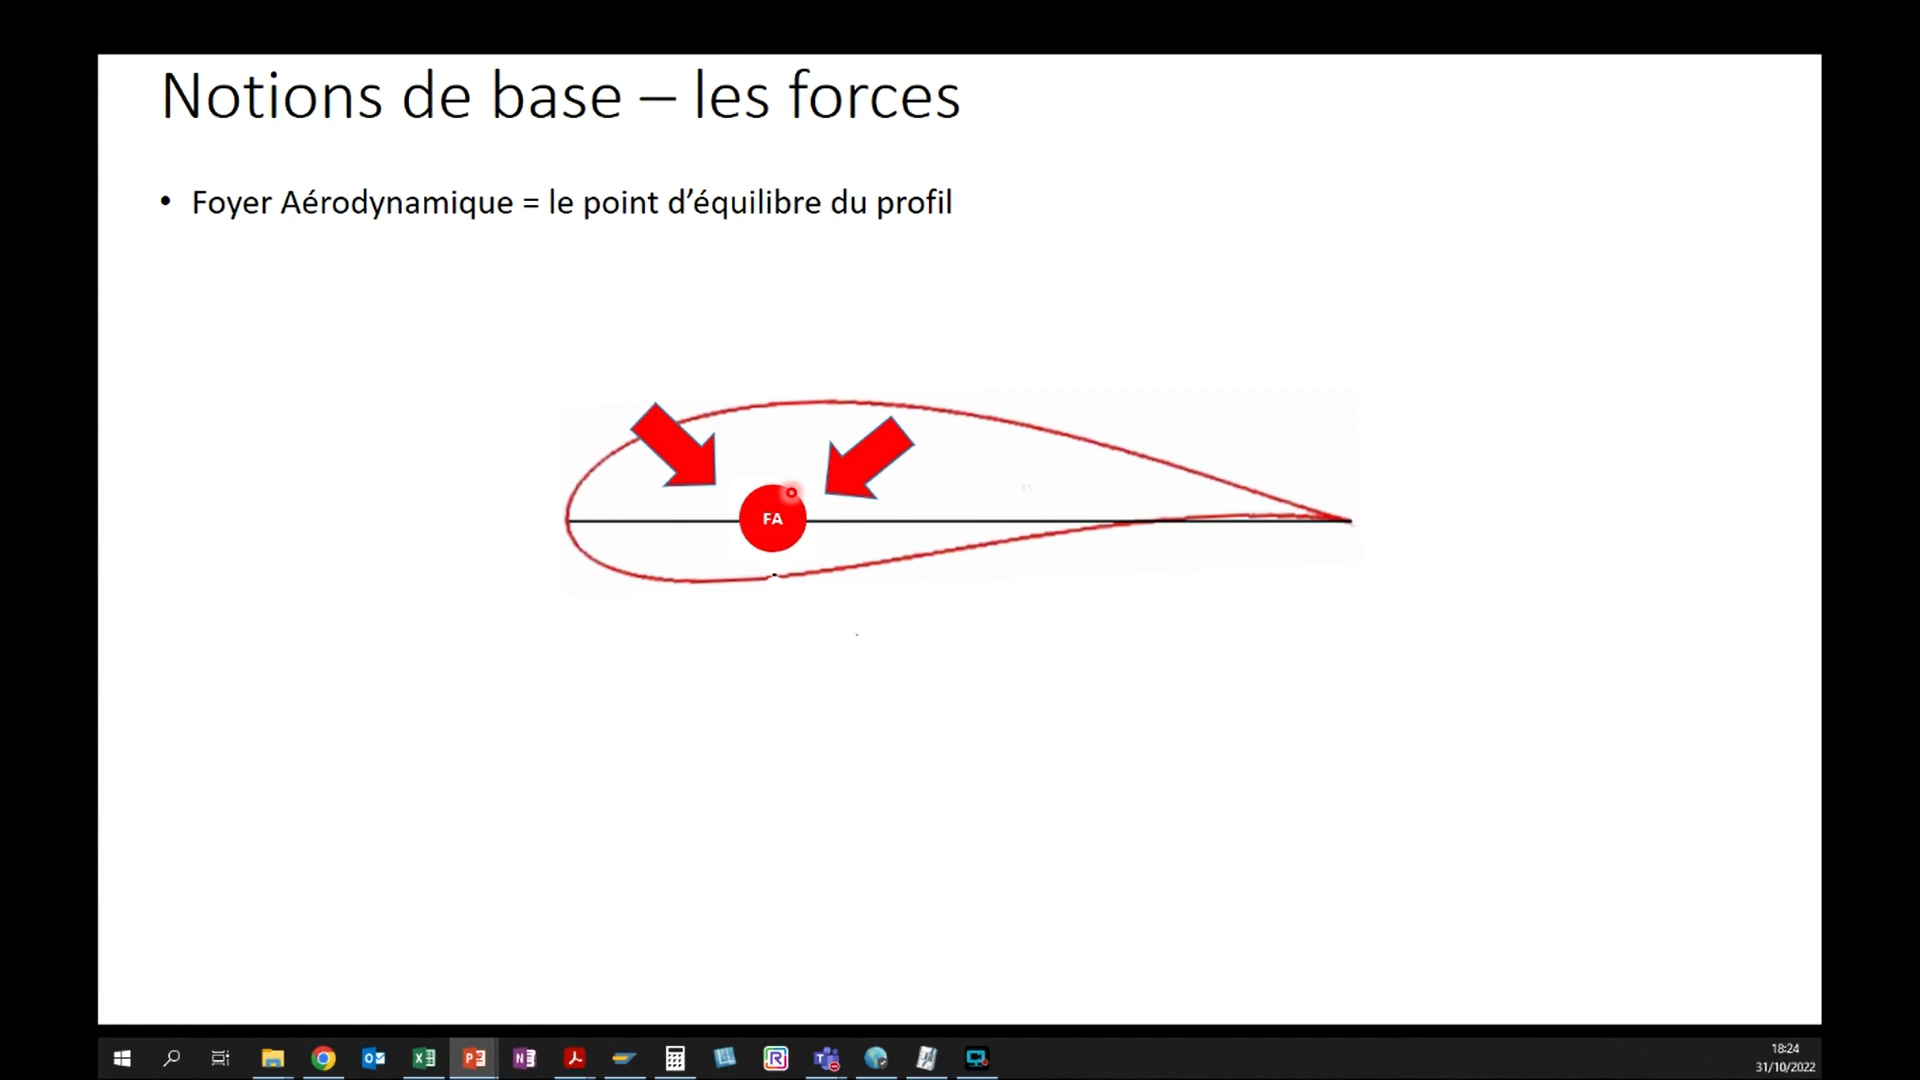 Notions de base – les forces
• Foyer Aérodynamique = le point d’équilibre du profil
FA
18:24
31/10/2022